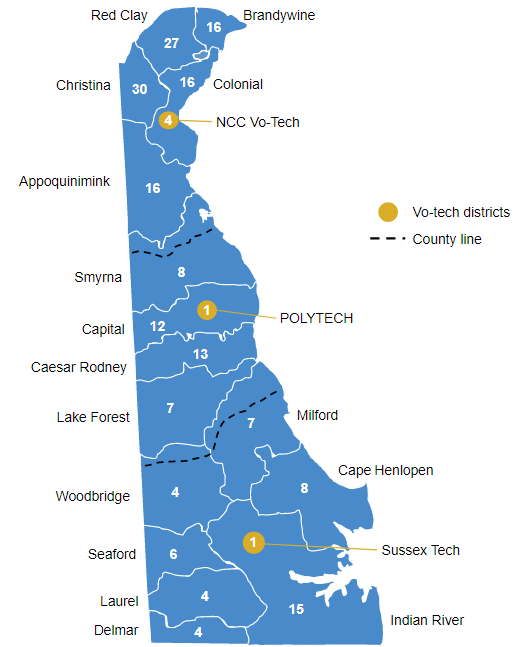 Red Clay
Brandywine
16
27
Christina
30
16
Colonial
4
NCC Vo-Tech
Appoquinimink
16
Vo-tech districts
County line
Smyrna
8
1
POLYTECH
Capital
12
Caesar Rodney
13
Lake Forest
7
7
Milford
Cape Henlopen
8
Woodbridge
4
1
Sussex Tech
Seaford
6
Laurel
4
15
Indian River
Delmar
4